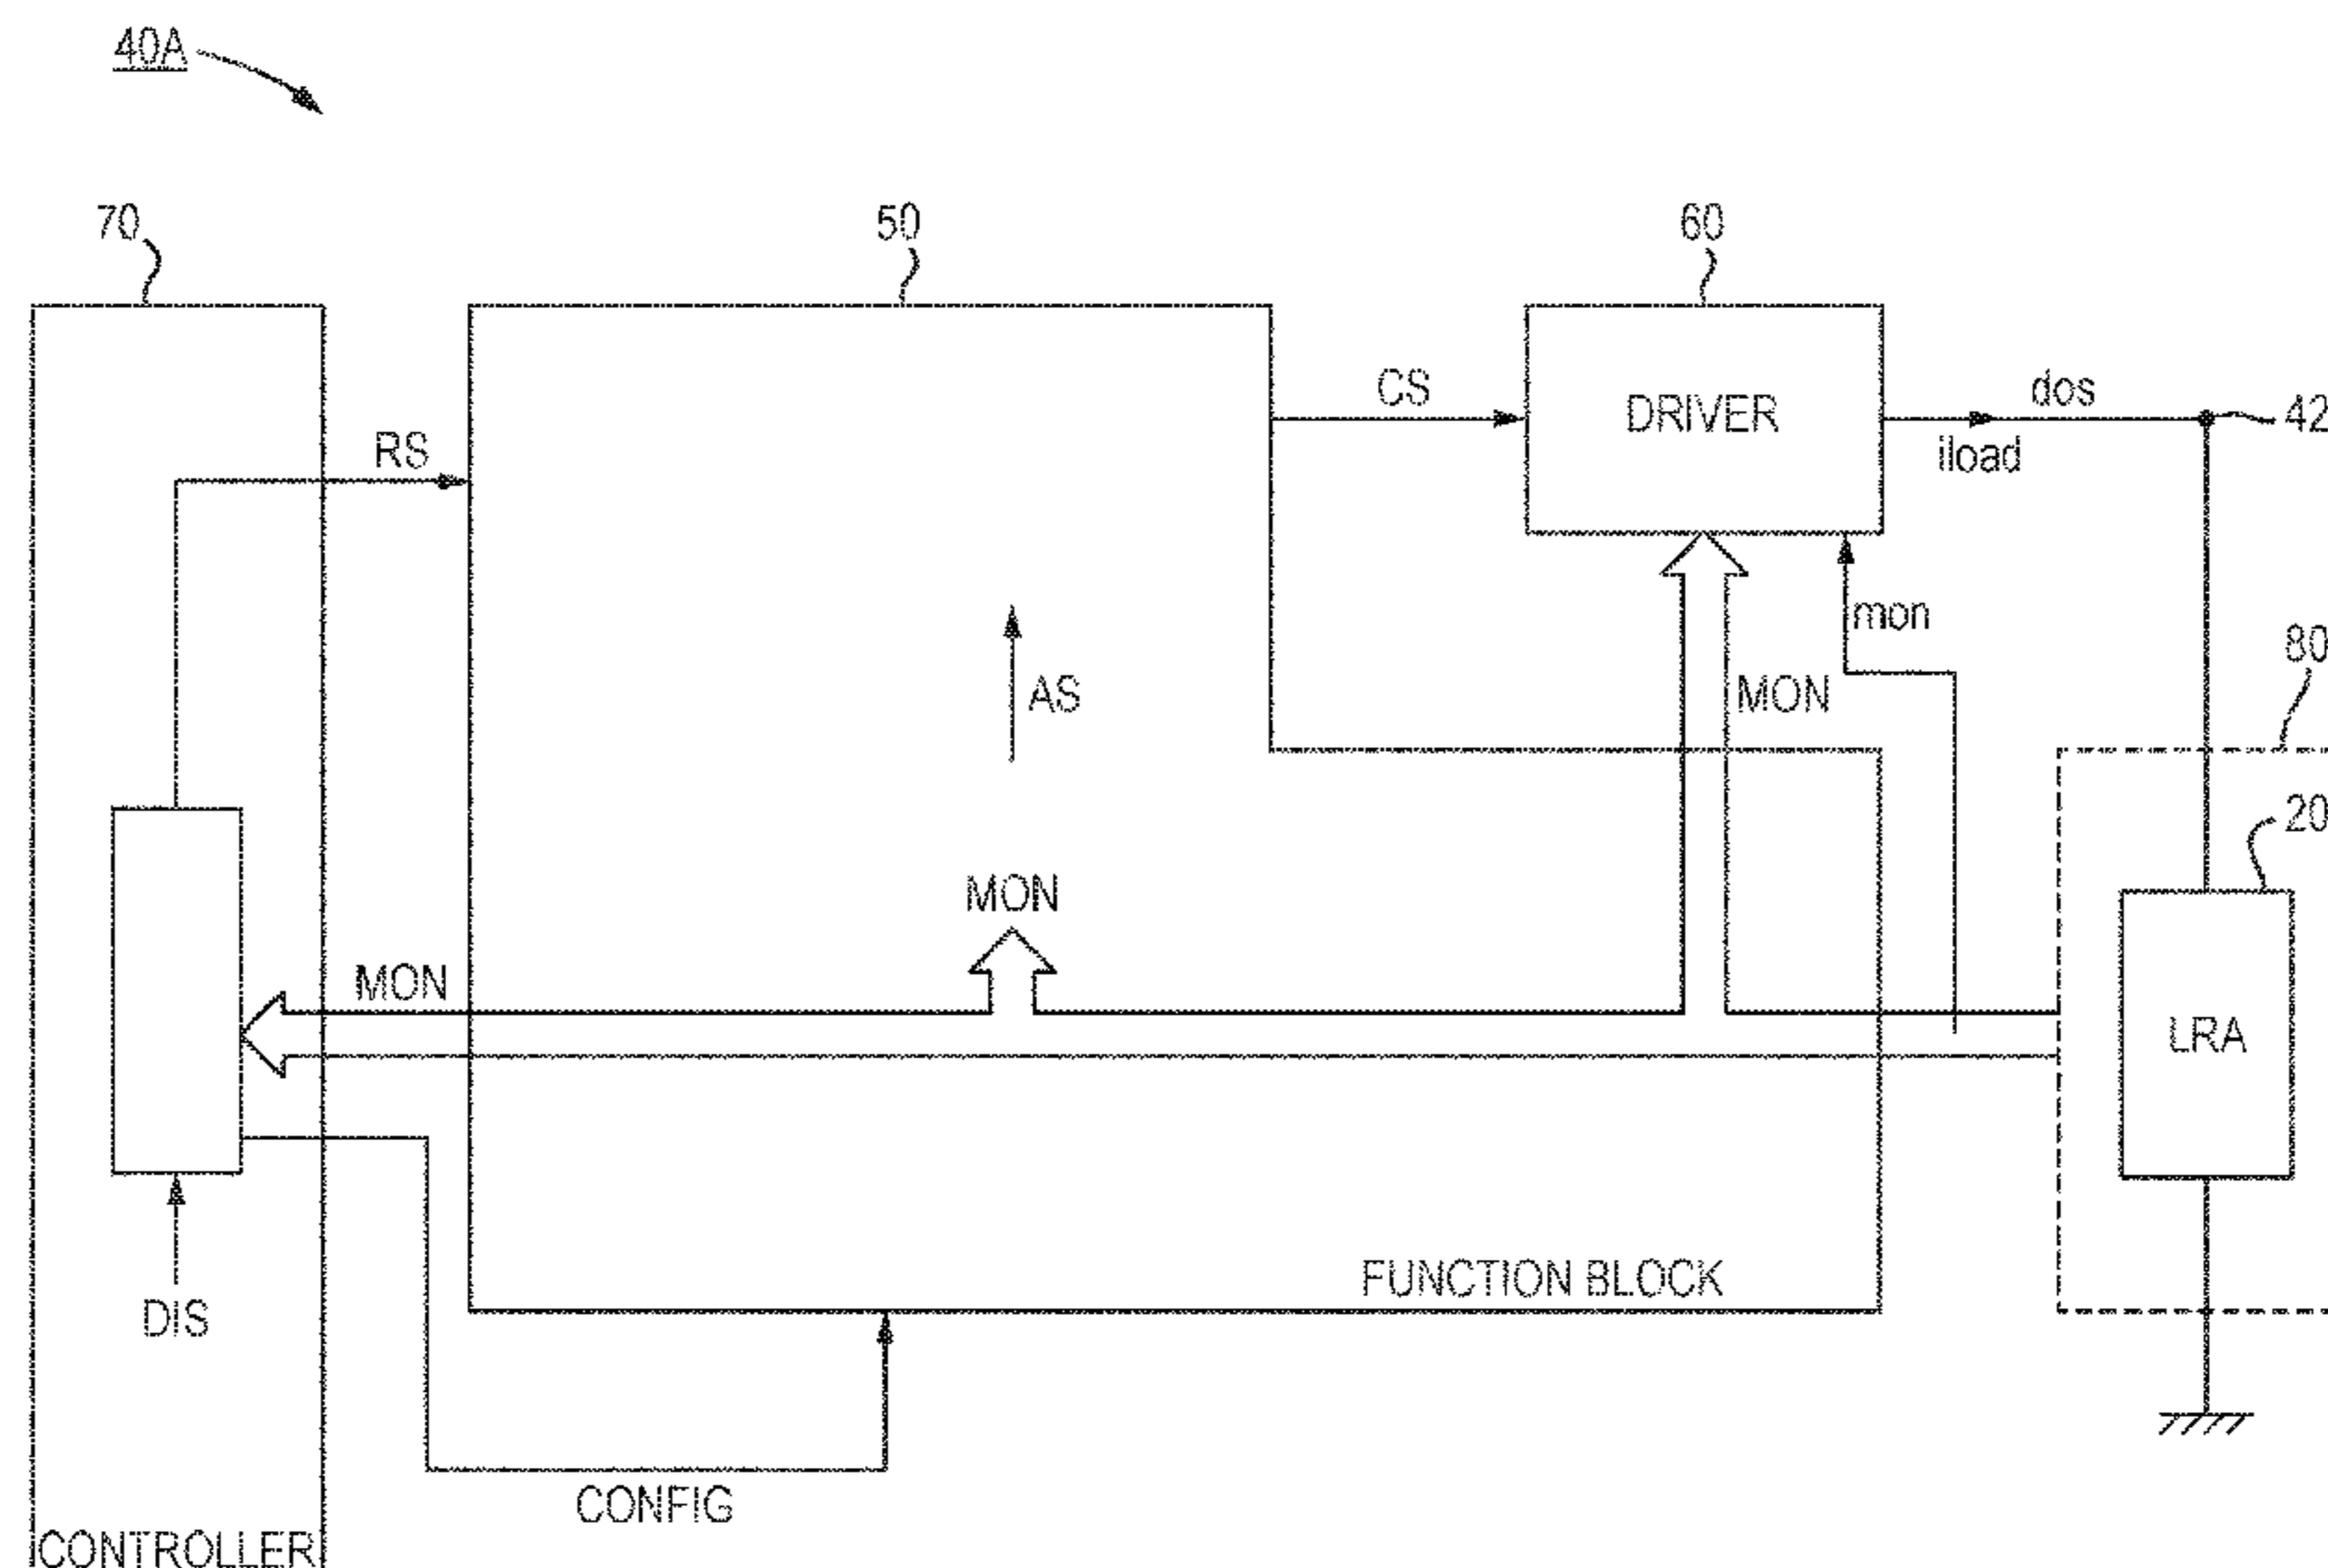 40A
70
50
60
CS
DRIVER
dos
42
iload
RS
mon
80
AS
MON
20
MON
MON
LRA
FUNCTION BLOCK
DIS
CONFIG
CONTROLLER